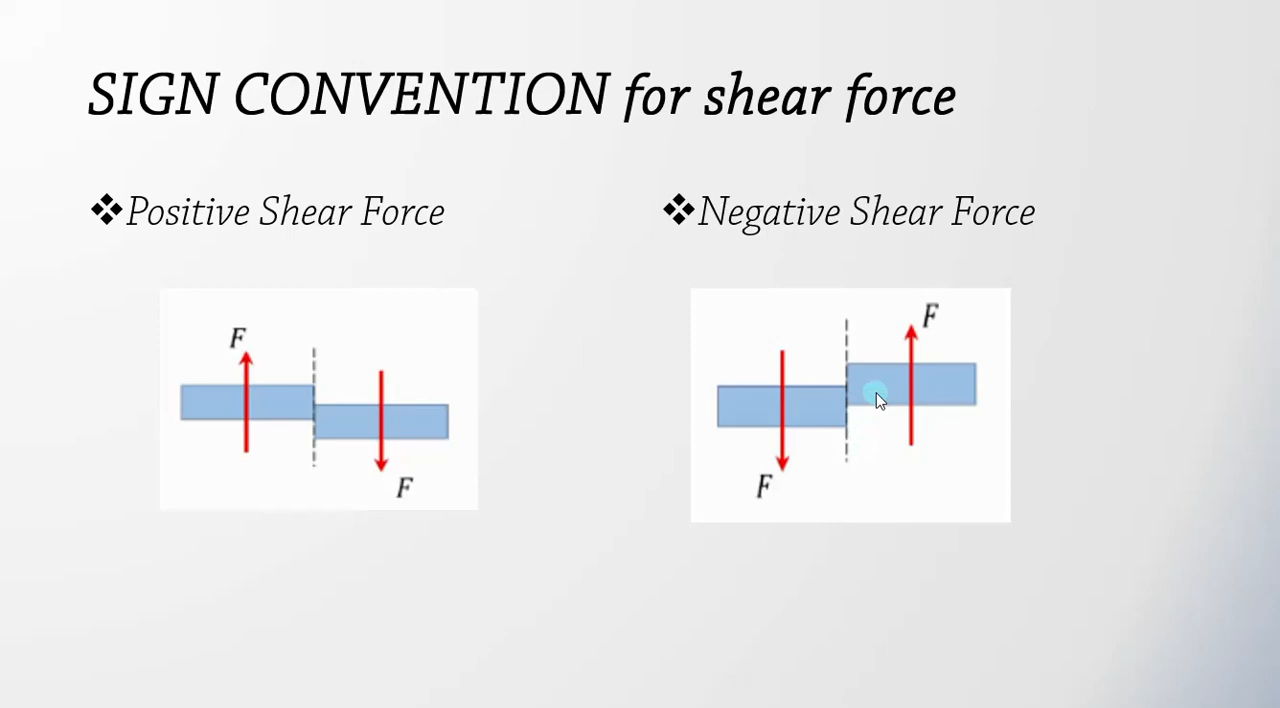 SIGN CONVENTION for shear force
❖Positive Shear Force
❖Negative Shear Force
F
F
F
F